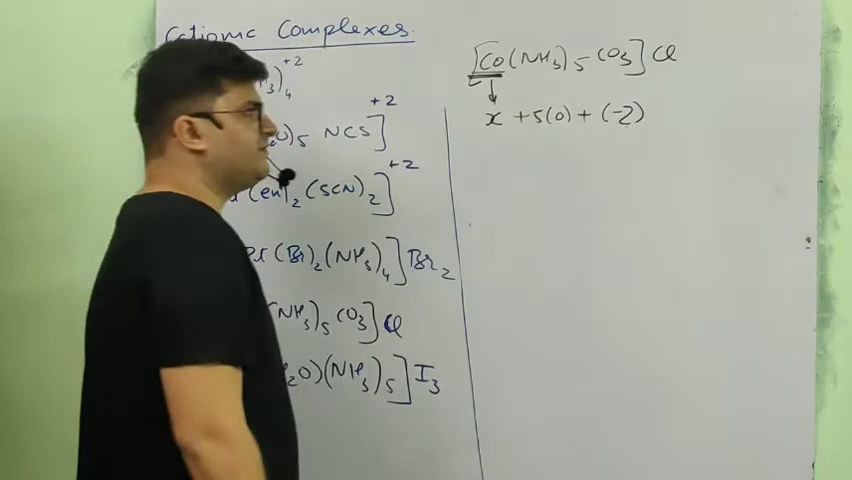 Cationic Complexes.
)₄⁺²
)₅ NCS]⁺²
(en)₂(SCN)₂]⁺²
(Br)₂(NH₃)₄]Br₂
(NH₃)₅ CO₃]Cl
O)(NH₃)₅]I₃
[Co(NH₃)₅ CO₃]Cl
x + 5(0) + (-2)